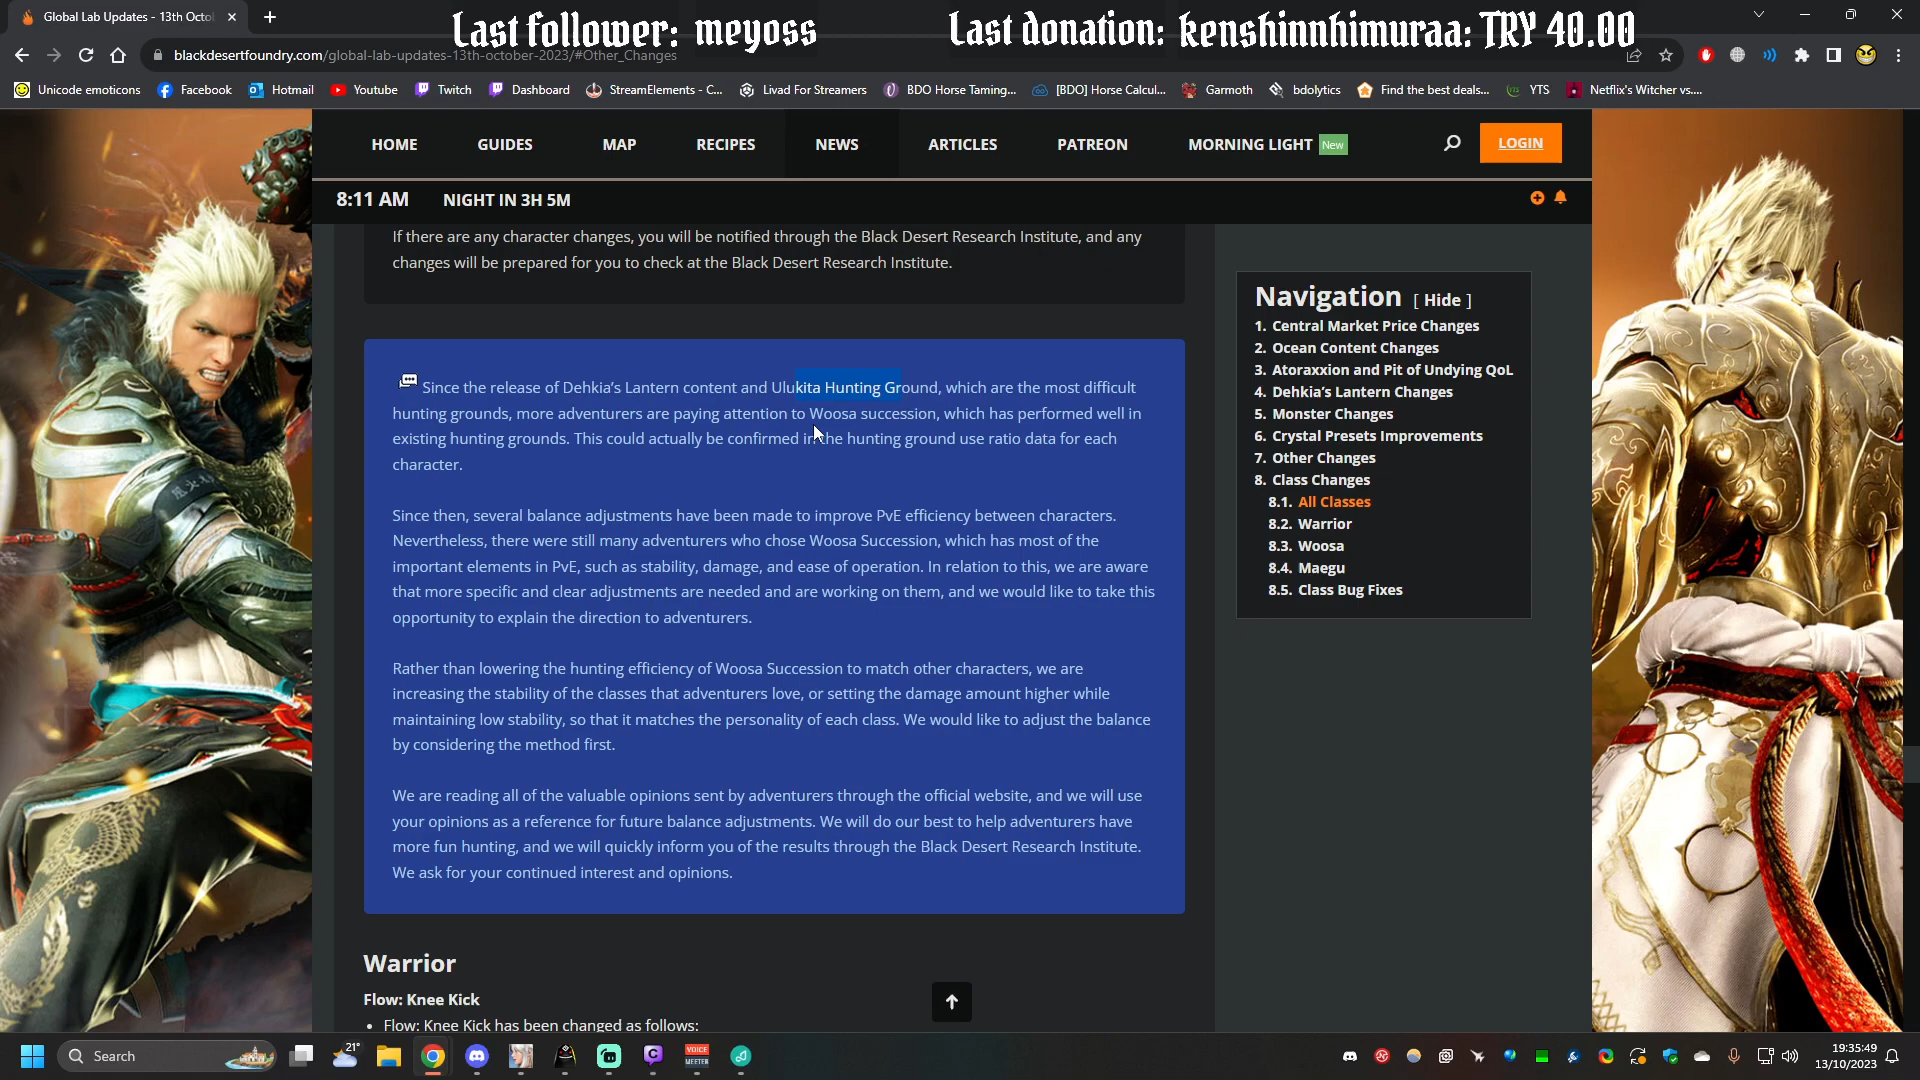 Global Lab Updates - 13th Octo
Last follower: meyoss
Last donation: kenshinnhimuraa: TRY 40.00
blackdesertfoundry.com/global-lab-updates-13th-october-2023/#Other_Changes
Unicode emoticons
Facebook
Hotmail
Youtube
Twitch
Dashboard
StreamElements - C...
Livad For Streamers
BDO Horse Taming...
[BDO] Horse Calcul...
Garmoth
bdolytics
Find the best deals...
YTS
Netflix's Witcher vs....
HOME
GUIDES
MAP
RECIPES
NEWS
ARTICLES
PATREON
MORNING LIGHT New
LOGIN
8:11 AM
NIGHT IN 3H 5M
If there are any character changes, you will be notified through the Black Desert Research Institute, and any
changes will be prepared for you to check at the Black Desert Research Institute.
Since the release of Dehkia's Lantern content and Ulukita Hunting Ground, which are the most difficult
hunting grounds, more adventurers are paying attention to Woosa succession, which has performed well in
existing hunting grounds. This could actually be confirmed in the hunting ground use ratio data for each
character.
Since then, several balance adjustments have been made to improve PvE efficiency between characters.
Nevertheless, there were still many adventurers who chose Woosa Succession, which has most of the
important elements in PvE, such as stability, damage, and ease of operation. In relation to this, we are aware
that more specific and clear adjustments are needed and are working on them, and we would like to take this
opportunity to explain the direction to adventurers.
Rather than lowering the hunting efficiency of Woosa Succession to match other characters, we are
increasing the stability of the classes that adventurers love, or setting the damage amount higher while
maintaining low stability, so that it matches the personality of each class. We would like to adjust the balance
by considering the method first.
We are reading all of the valuable opinions sent by adventurers through the official website, and we will use
your opinions as a reference for future balance adjustments. We will do our best to help adventurers have
more fun hunting, and we will quickly inform you of the results through the Black Desert Research Institute.
We ask for your continued interest and opinions.
Warrior
Flow: Knee Kick
Flow: Knee Kick has been changed as follows:
Navigation [ Hide ]
1. Central Market Price Changes
2. Ocean Content Changes
3. Atoraxxion and Pit of Undying QoL
4. Dehkia's Lantern Changes
5. Monster Changes
6. Crystal Presets Improvements
7. Other Changes
8. Class Changes
8.1. All Classes
8.2. Warrior
8.3. Woosa
8.4. Maegu
8.5. Class Bug Fixes
Search
21°
VOICE
MEETER
19:35:49
13/10/2023